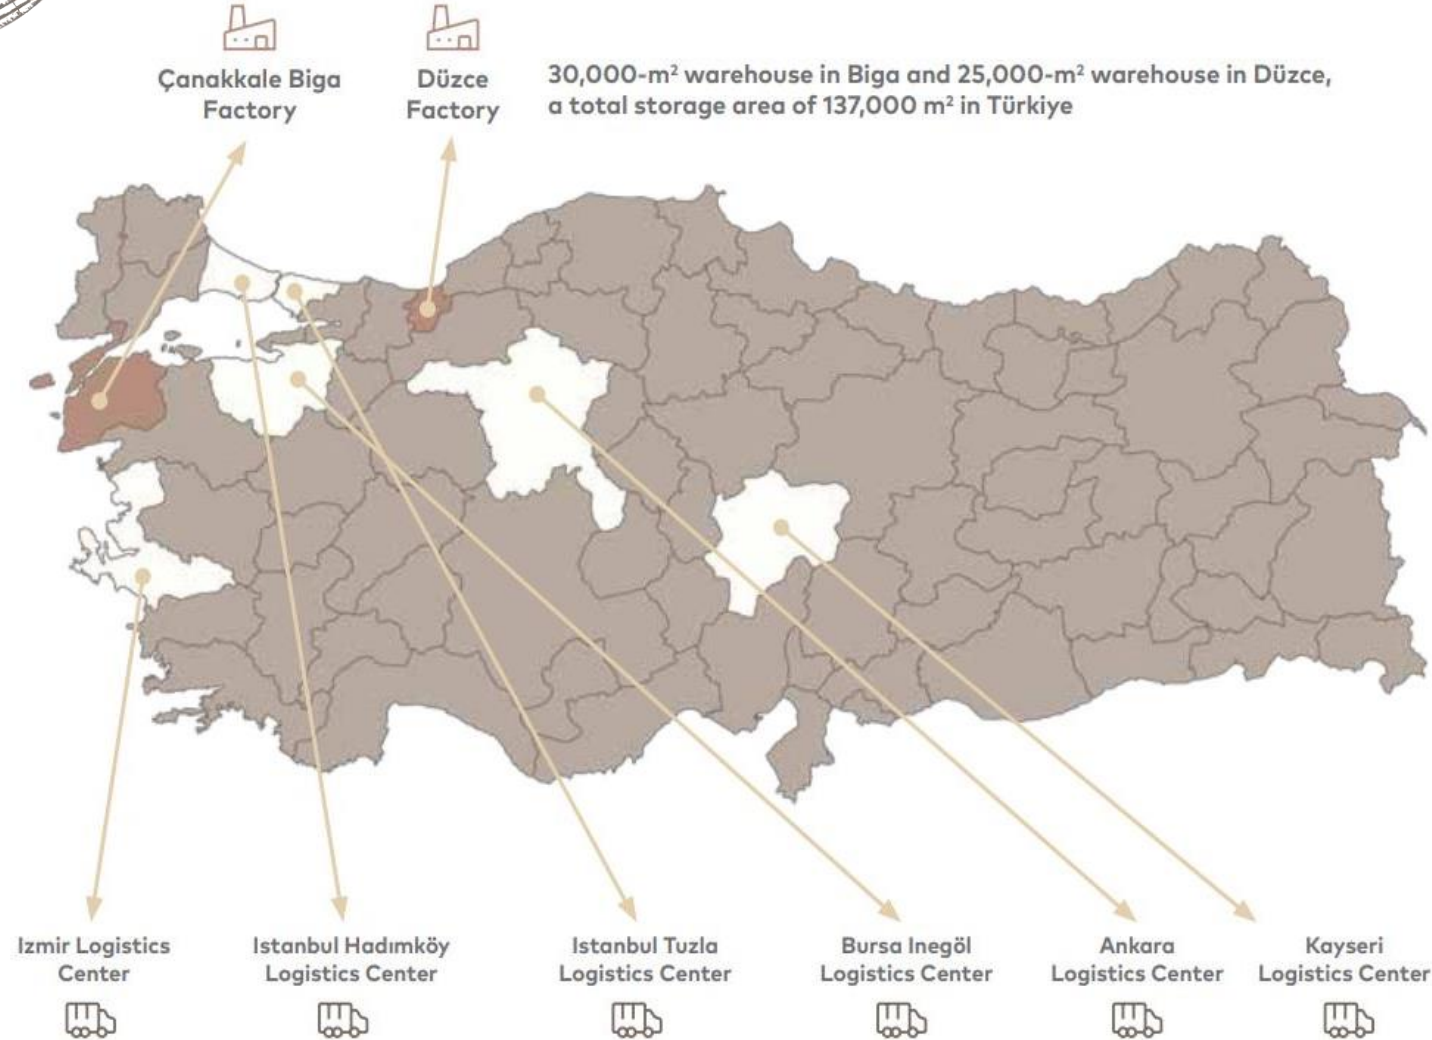 Çanakkale Biga
Factory
Düzce
Factory
30,000-m² warehouse in Biga and 25,000-m² warehouse in Düzce,
a total storage area of 137,000 m² in Türkiye
Izmir Logistics
Center
Istanbul Hadımköy
Logistics Center
Istanbul Tuzla
Logistics Center
Bursa Inegöl
Logistics Center
Ankara
Logistics Center
Kayseri
Logistics Center